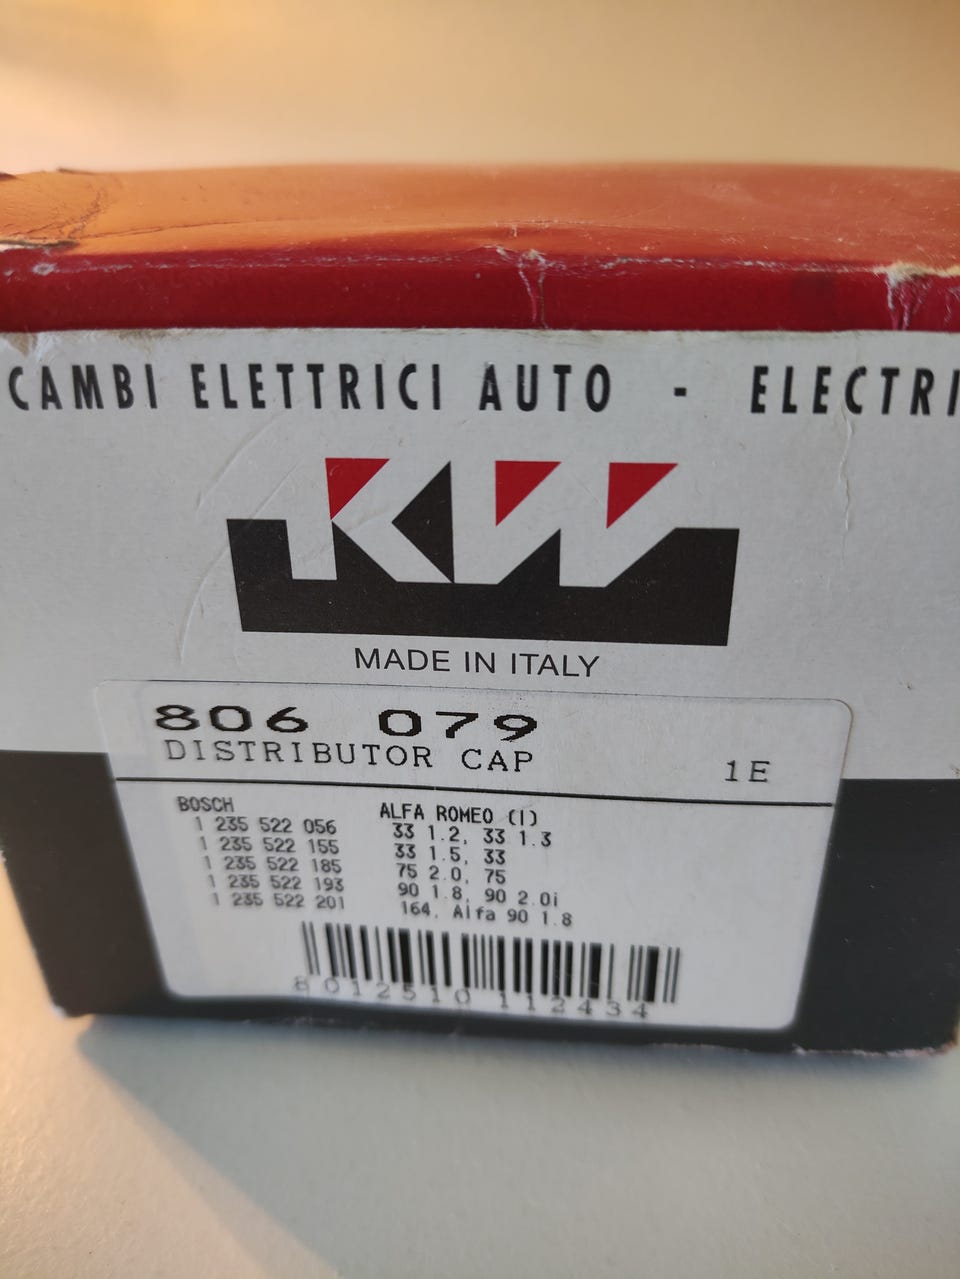 CAMBI ELETTRICI AUTO - ELECTRI
KW
MADE IN ITALY
806 079
DISTRIBUTOR CAP 1E
BOSCH ALFA ROMEO (I)
1 235 522 056 33 1.2, 33 1.3
1 235 522 155 33 1.5, 33
1 235 522 185 75 2.0, 75
1 235 522 193 90 1.8, 90 2.0i
1 235 522 201 164, Alfa 90 1.8
8 012510 112434